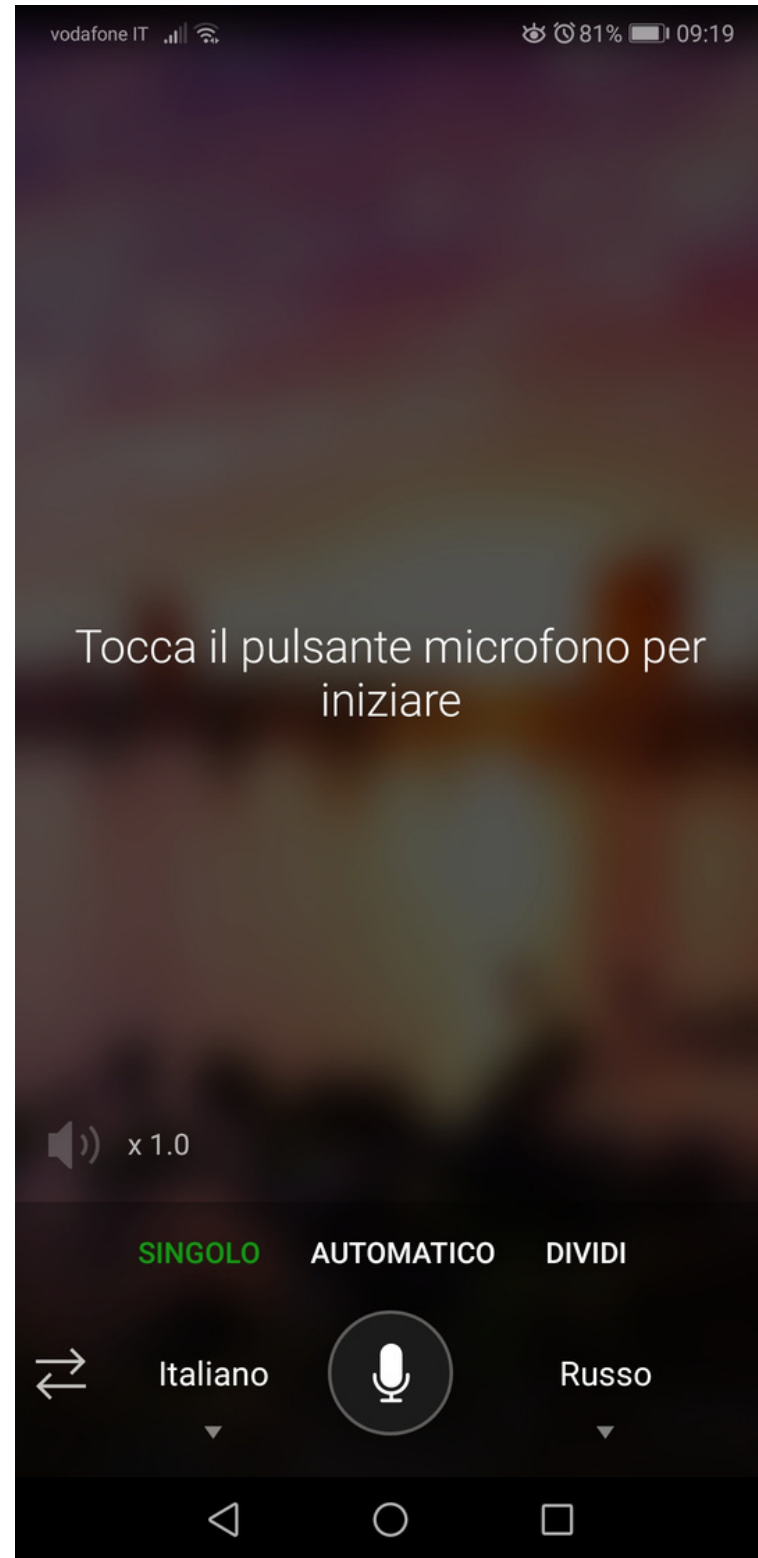 vodafone IT 81% 09:19
Tocca il pulsante microfono per
iniziare
x 1.0
SINGOLO AUTOMATICO DIVIDI
Italiano Russo